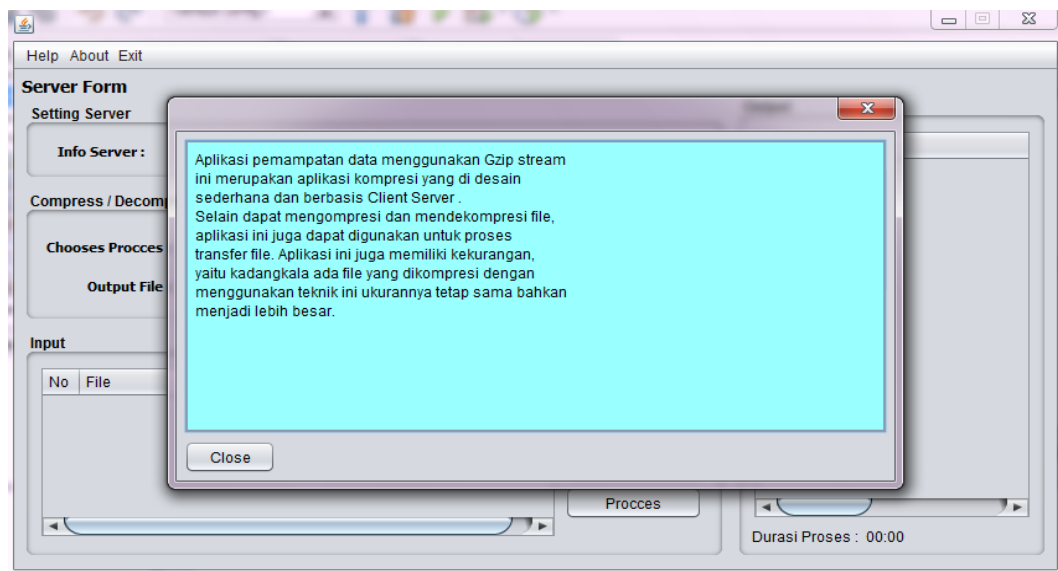 Help About Exit
Server Form
Setting Server
Info Server :
Compress / Decomp
Chooses Procces
Output File
Aplikasi pemampatan data menggunakan Gzip stream
ini merupakan aplikasi kompresi yang di desain
sederhana dan berbasis Client Server .
Selain dapat mengompresi dan mendekompresi file,
aplikasi ini juga dapat digunakan untuk proses
transfer file. Aplikasi ini juga memiliki kekurangan,
yaitu kadangkala ada file yang dikompresi dengan
menggunakan teknik ini ukurannya tetap sama bahkan
menjadi lebih besar.
Close
Input
No File
Procces
Durasi Proses : 00:00